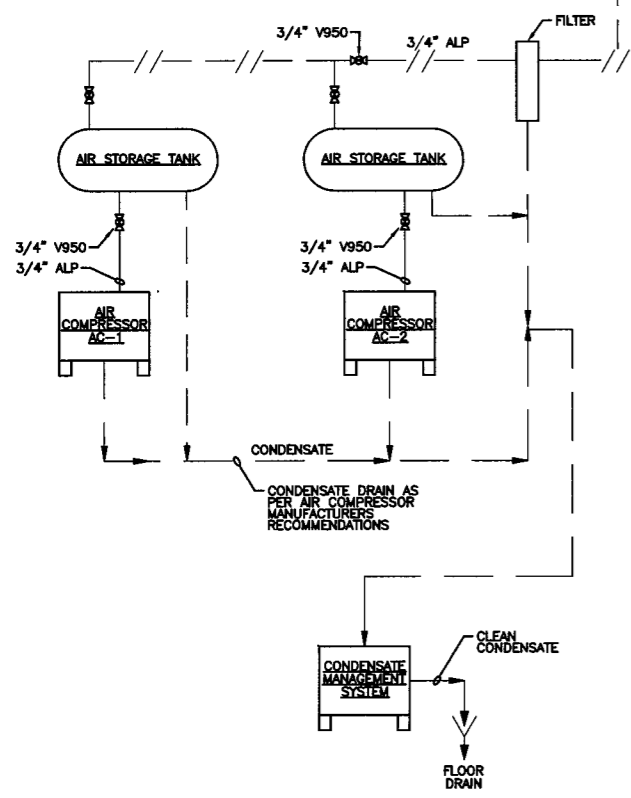 FILTER
3/4" V950
3/4" ALP
AIR STORAGE TANK
AIR STORAGE TANK
3/4" V950
3/4" ALP
3/4" V950
3/4" ALP
AIR
COMPRESSOR
AC-1
AIR
COMPRESSOR
AC-2
CONDENSATE
CONDENSATE DRAIN AS
PER AIR COMPRESSOR
MANUFACTURERS
RECOMMENDATIONS
CLEAN
CONDENSATE
CONDENSATE
MANAGEMENT
SYSTEM
FLOOR
DRAIN